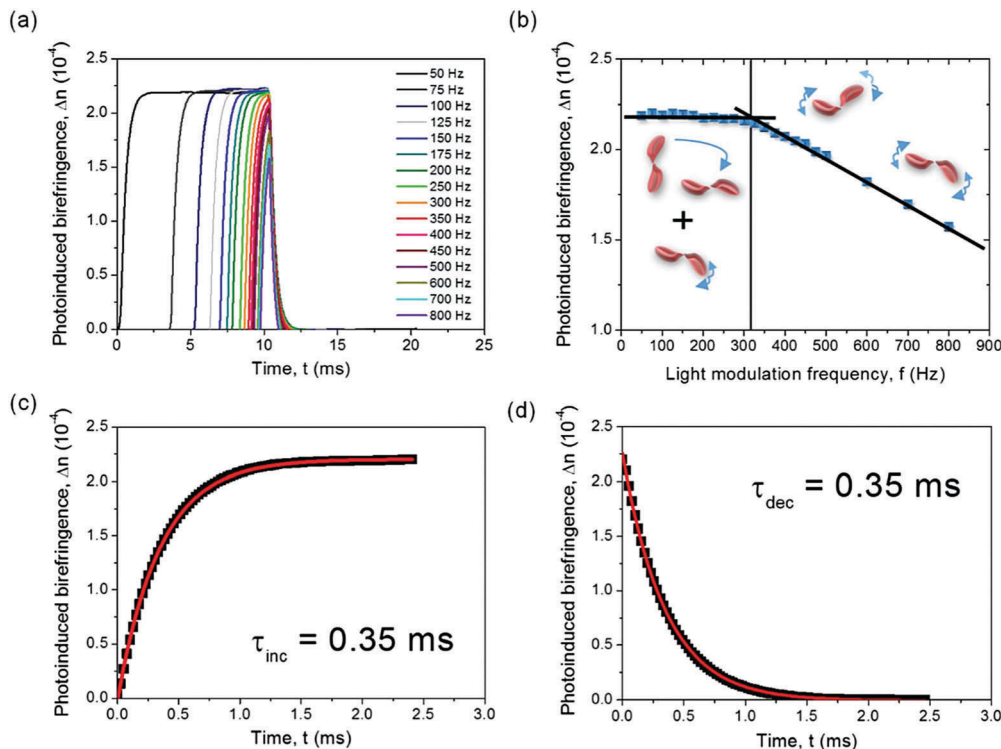 (a)
Photoinduced birefringence, Δn (10⁻⁴)
2.5
2.0
1.5
1.0
0.5
0.0
0
5
10
15
20
25
Time, t (ms)
50 Hz
75 Hz
100 Hz
125 Hz
150 Hz
175 Hz
200 Hz
250 Hz
300 Hz
350 Hz
400 Hz
450 Hz
500 Hz
600 Hz
700 Hz
800 Hz
(b)
Photoinduced birefringence, Δn (10⁻⁴)
2.5
2.0
1.5
1.0
+
0 100 200 300 400 500 600 700 800 900
Light modulation frequency, f (Hz)
(c)
Photoinduced birefringence, Δn (10⁻⁴)
2.5
2.0
1.5
1.0
0.5
0.0
τinc = 0.35 ms
0.0 0.5 1.0 1.5 2.0 2.5 3.0
Time, t (ms)
(d)
Photoinduced birefringence, Δn (10⁻⁴)
2.5
2.0
1.5
1.0
0.5
0.0
τdec = 0.35 ms
0.0 0.5 1.0 1.5 2.0 2.5 3.0
Time, t (ms)